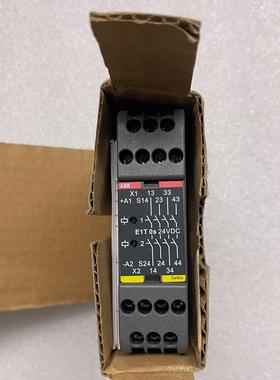 ABB
X1 13 33
+A1 S14 23 43
1
E1T 0s 24VDC
2
-A2 S24 24 44
X2 14 34
Safety